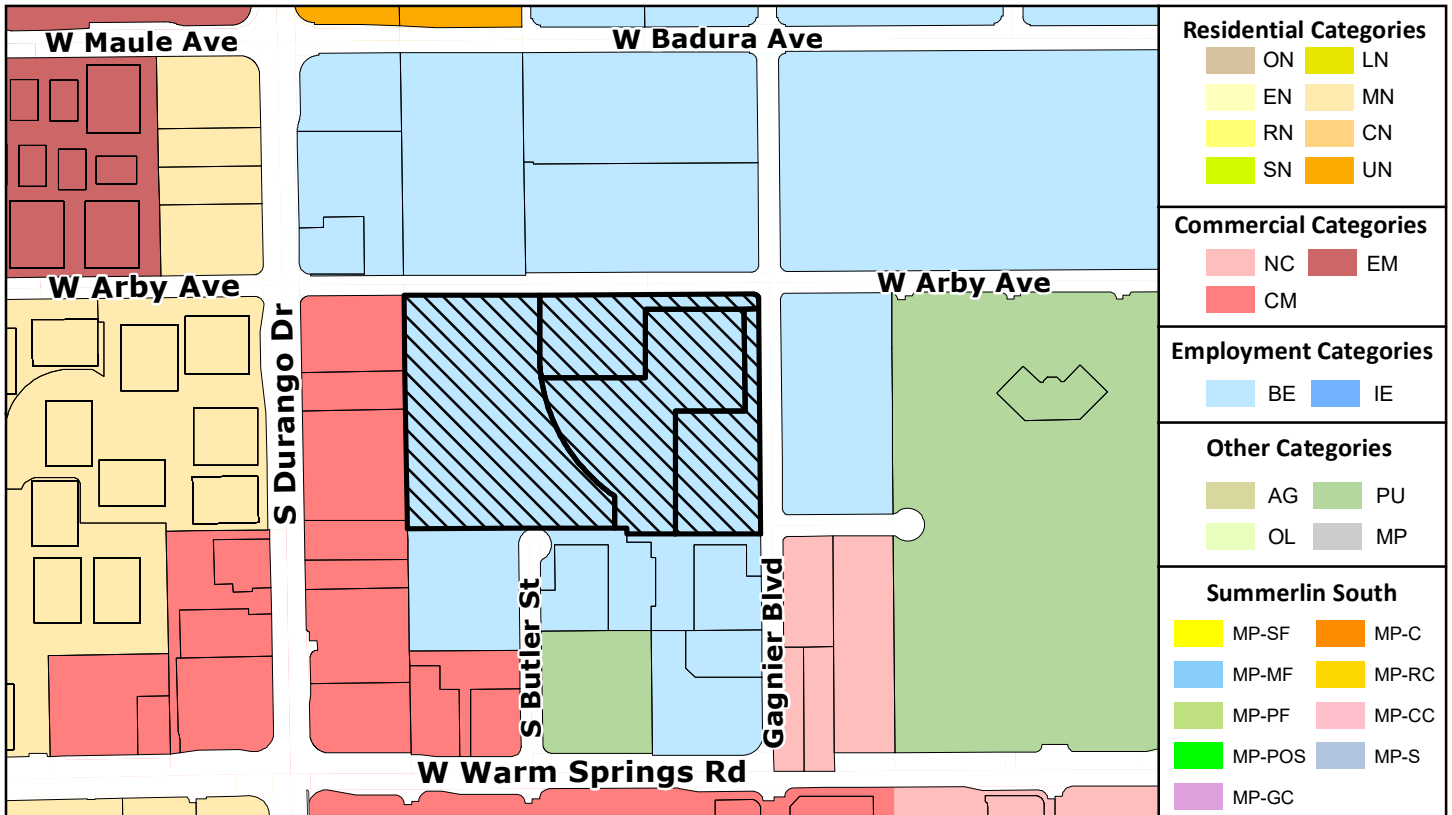 W Maule Ave
W Badura Ave
W Arby Ave
W Arby Ave
S Durango Dr
S Butler St
Gagnier Blvd
W Warm Springs Rd
Residential Categories
ON LN
EN MN
RN CN
SN UN
Commercial Categories
NC EM
CM
Employment Categories
BE IE
Other Categories
AG PU
OL MP
Summerlin South
MP-SF MP-C
MP-MF MP-RC
MP-PF MP-CC
MP-POS MP-S
MP-GC